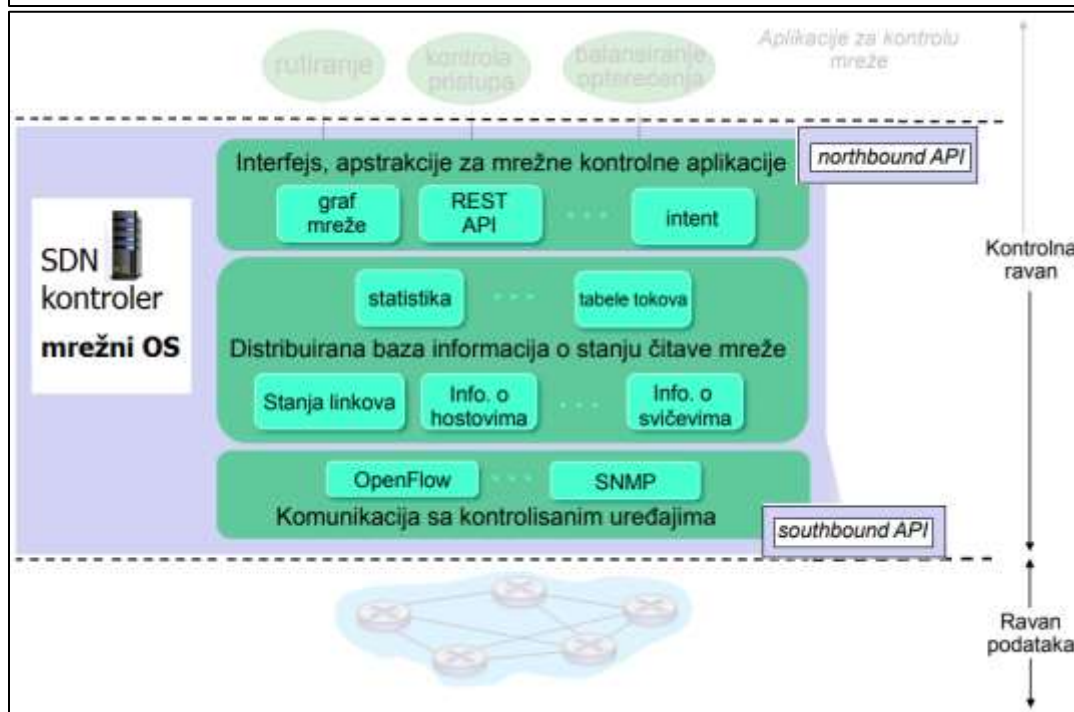 rutiranje
kontrola
pristupa
balansiranje
opterećenja
Aplikacije za kontrolu
mreže
Interfejs, apstrakcije za mrežne kontrolne aplikacije
northbound API
graf
mreže
REST
API
intent
SDN
kontroler
mrežni OS
Kontrolna
ravan
statistika
tabele tokova
Distribuirana baza informacija o stanju čitave mreže
Stanja linkova
Info. o
hostovima
Info. o
svičevima
OpenFlow
SNMP
Komunikacija sa kontrolisanim uređajima
southbound API
Ravan
podataka